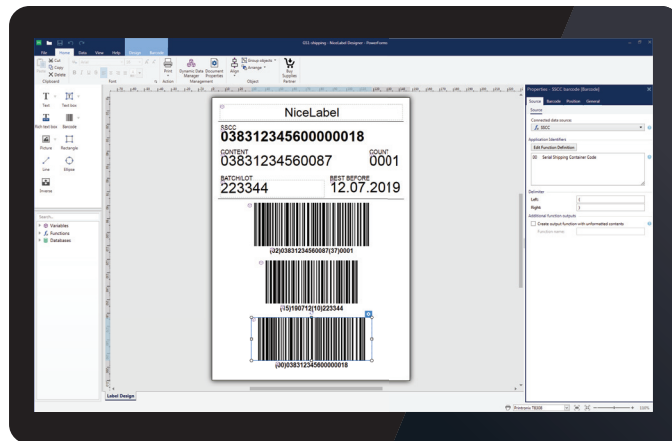 GS1 shipping - NiceLabel Designer - PowerForms
Design
Barcode
File Home Data View Help
Cut
Copy
Delete
Clipboard
Font
Print
Action
Dynamic Data Manager
Document Properties
Management
Align
Group objects
Arrange
Object
Buy Supplies
Partner
Text
Text box
Rich text box
Barcode
Picture
Rectangle
Line
Ellipse
Inverse
Search...
Variables
Functions
Databases
NiceLabel
SSCC
038312345600000018
CONTENT COUNT
03831234560087 0001
BATCH/LOT BEST BEFORE
223344 12.07.2019
(02)03831234560087(37)0001
(15)190712(10)223344
(00)038312345600000018
Label Design
Properties - SSCC barcode [Barcode]
Source Barcode Position General
Source
Connected data source
SSCC
Application Identifiers
Edit Function Definition
00 Serial Shipping Container Code
Delimiter
Left: (
Right: )
Additional function outputs
Create output function with unformatted contents
Function name:
Printronix T8308